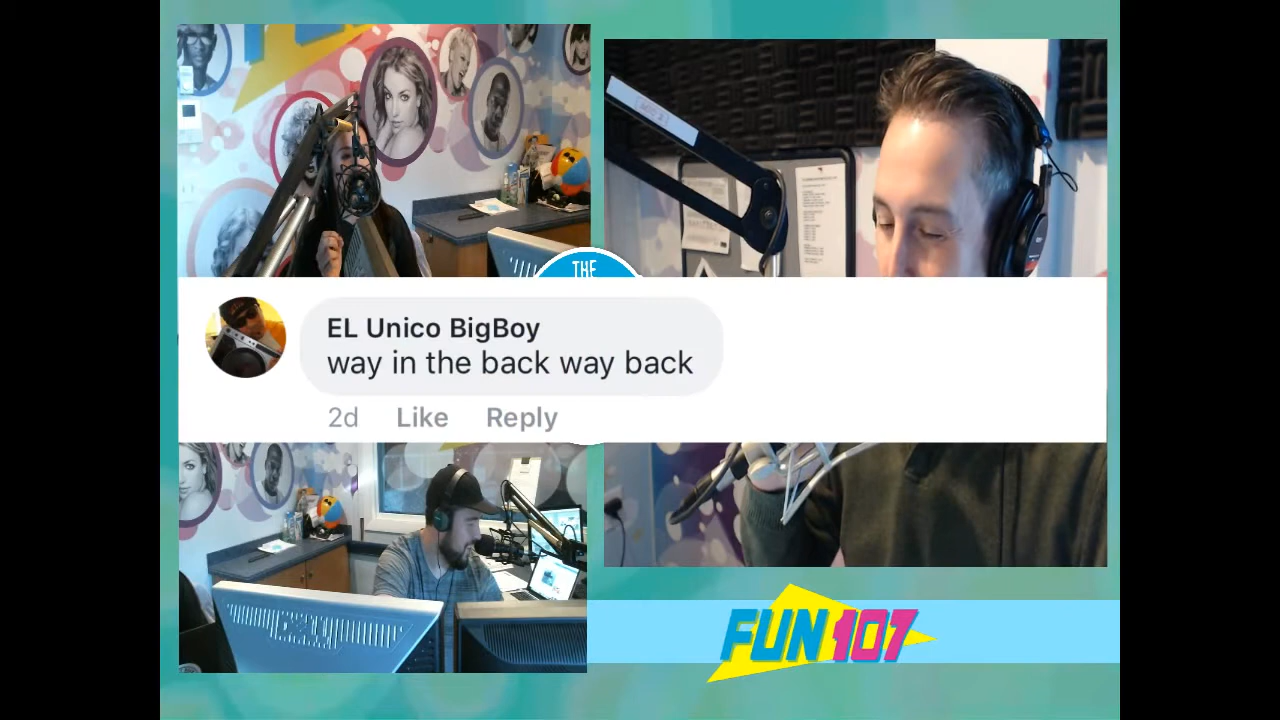 THE
EL Unico BigBoy
way in the back way back
2d Like Reply
FUN 107